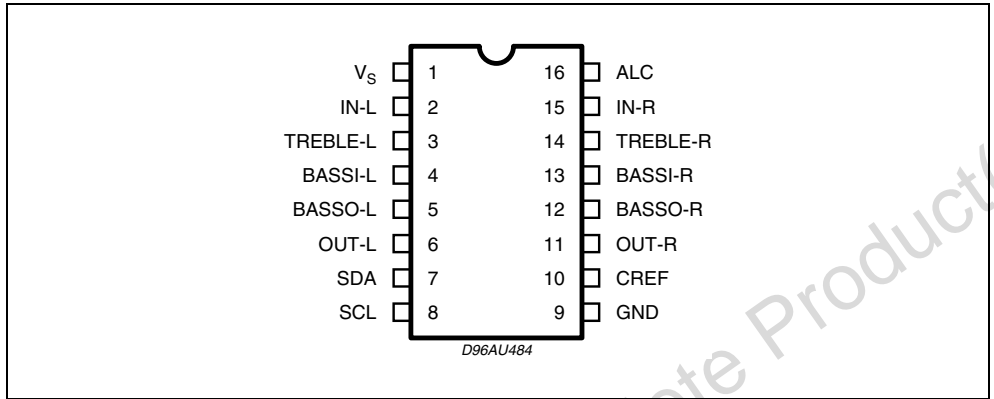 VS 1 16 ALC
IN-L 2 15 IN-R
TREBLE-L 3 14 TREBLE-R
BASSI-L 4 13 BASSI-R
BASSO-L 5 12 BASSO-R
OUT-L 6 11 OUT-R
SDA 7 10 CREF
SCL 8 9 GND
D96AU484
Product(